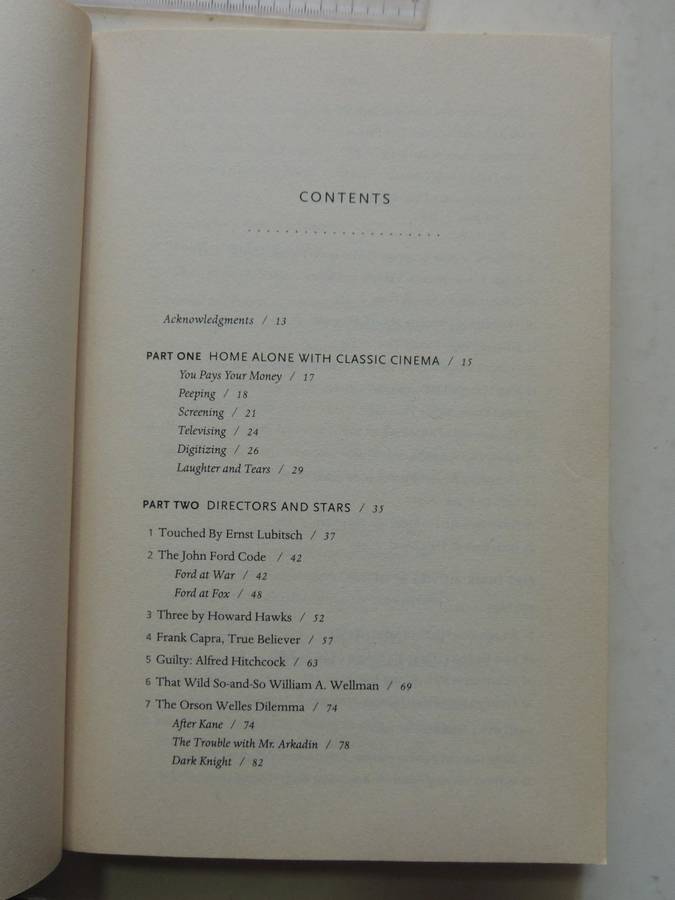 CONTENTS
Acknowledgments / 13
PART ONE HOME ALONE WITH CLASSIC CINEMA / 15
You Pays Your Money / 17
Peeping / 18
Screening / 21
Televising / 24
Digitizing / 26
Laughter and Tears / 29
PART TWO DIRECTORS AND STARS / 35
1 Touched By Ernst Lubitsch / 37
2 The John Ford Code / 42
Ford at War / 42
Ford at Fox / 48
3 Three by Howard Hawks / 52
4 Frank Capra, True Believer / 57
5 Guilty: Alfred Hitchcock / 63
6 That Wild So-and-So William A. Wellman / 69
7 The Orson Welles Dilemma / 74
After Kane / 74
The Trouble with Mr. Arkadin / 78
Dark Knight / 82